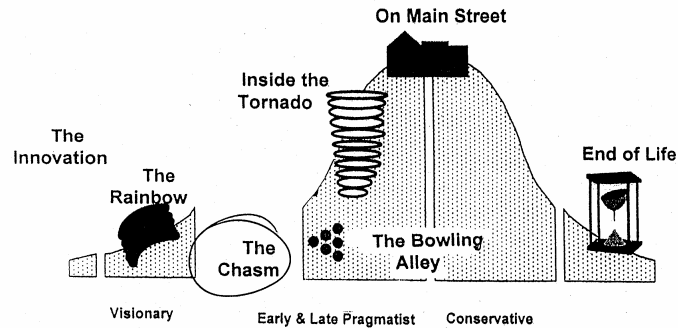 On Main Street
Inside the
Tornado
The
Innovation
The
Rainbow
End of Life
The
Chasm
The Bowling
Alley
Visionary
Early & Late Pragmatist
Conservative